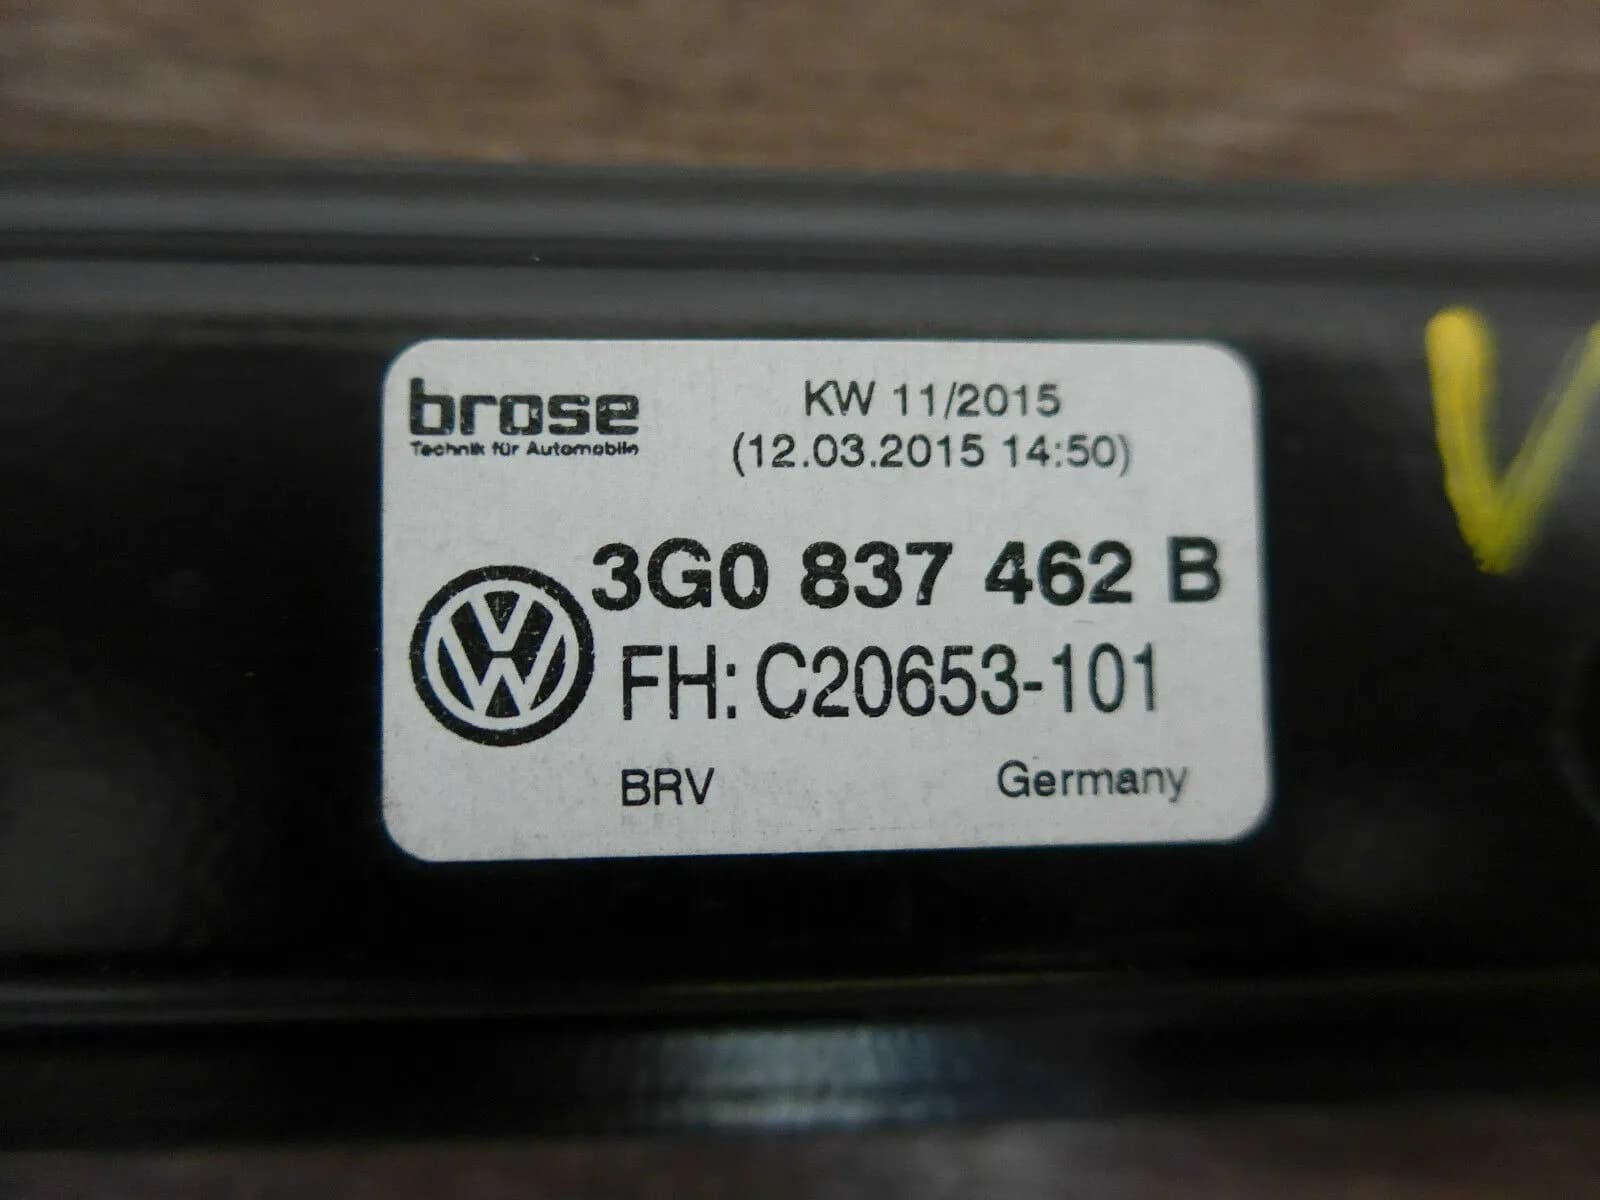 brose
Technik für Automobile
KW 11/2015
(12.03.2015 14:50)
3G0 837 462 B
FH: C20653-101
BRV
Germany
V